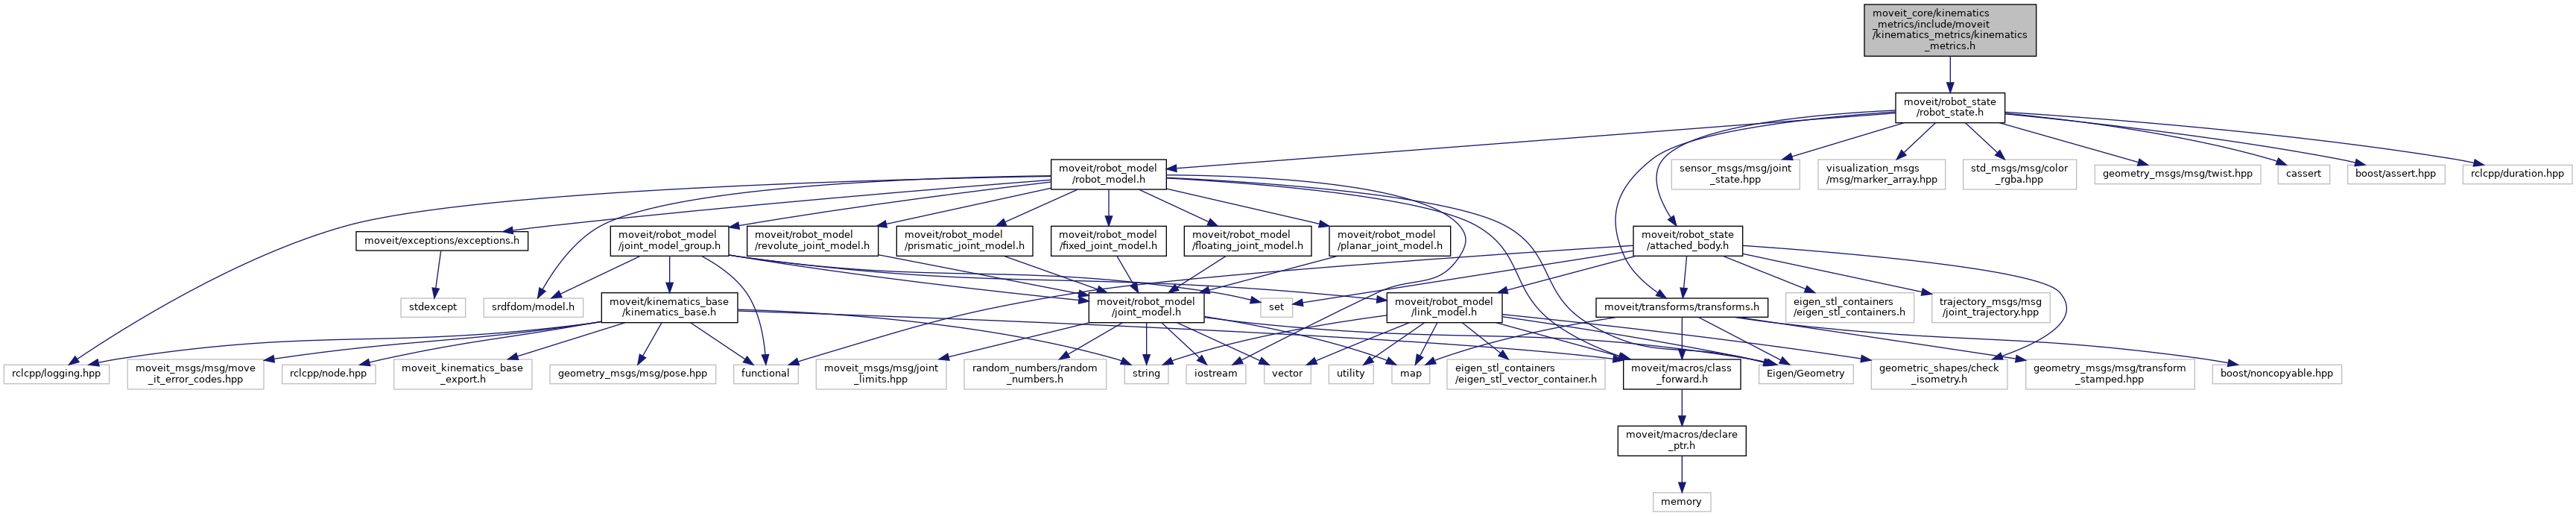 moveit_core/kinematics
_metrics/include/moveit
/kinematics_metrics/kinematics
_metrics.h
moveit/robot_state
/robot_state.h
moveit/robot_model
/robot_model.h
sensor_msgs/msg/joint
_state.hpp
visualization_msgs
/msg/marker_array.hpp
std_msgs/msg/color
_rgba.hpp
geometry_msgs/msg/twist.hpp
cassert
boost/assert.hpp
rclcpp/duration.hpp
moveit/exceptions/exceptions.h
moveit/robot_model
/joint_model_group.h
moveit/robot_model
/revolute_joint_model.h
moveit/robot_model
/prismatic_joint_model.h
moveit/robot_model
/fixed_joint_model.h
moveit/robot_model
/floating_joint_model.h
moveit/robot_model
/planar_joint_model.h
moveit/robot_state
/attached_body.h
stdexcept
srdfdom/model.h
moveit/kinematics_base
/kinematics_base.h
moveit/robot_model
/joint_model.h
set
moveit/robot_model
/link_model.h
moveit/transforms/transforms.h
eigen_stl_containers
/eigen_stl_containers.h
trajectory_msgs/msg
/joint_trajectory.hpp
rclcpp/logging.hpp
moveit_msgs/msg/move
_it_error_codes.hpp
rclcpp/node.hpp
moveit_kinematics_base
_export.h
geometry_msgs/msg/pose.hpp
functional
moveit_msgs/msg/joint
_limits.hpp
random_numbers/random
_numbers.h
string
iostream
vector
utility
map
eigen_stl_containers
/eigen_stl_vector_container.h
moveit/macros/class
_forward.h
Eigen/Geometry
geometric_shapes/check
_isometry.h
geometry_msgs/msg/transform
_stamped.hpp
boost/noncopyable.hpp
moveit/macros/declare
_ptr.h
memory